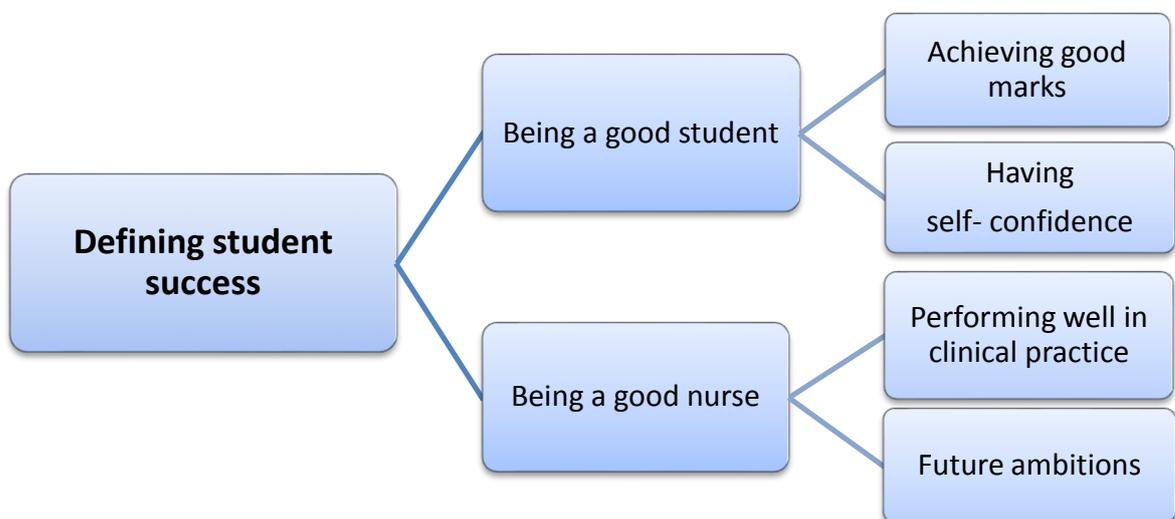 Defining student
success
Being a good student
Achieving good
marks
Having
self- confidence
Being a good nurse
Performing well in
clinical practice
Future ambitions